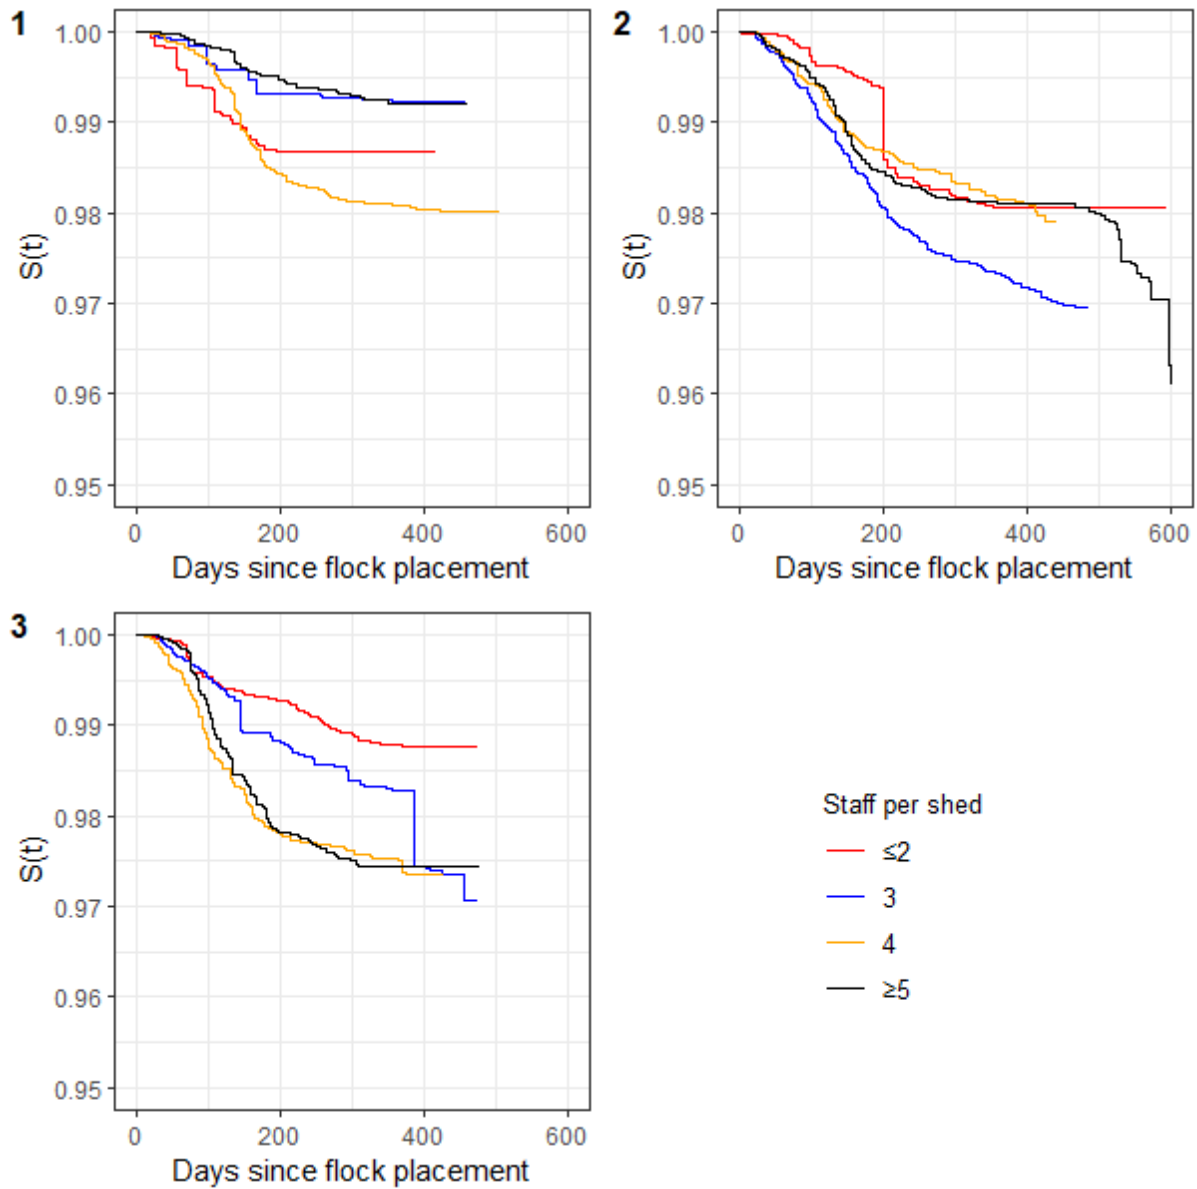 1
1.00
0.99
0.98
0.97
0.96
0.95
S(t)
0 200 400 600
Days since flock placement
2
1.00
0.99
0.98
0.97
0.96
0.95
S(t)
0 200 400 600
Days since flock placement
3
1.00
0.99
0.98
0.97
0.96
0.95
S(t)
0 200 400 600
Days since flock placement
Staff per shed
≤2
3
4
≥5